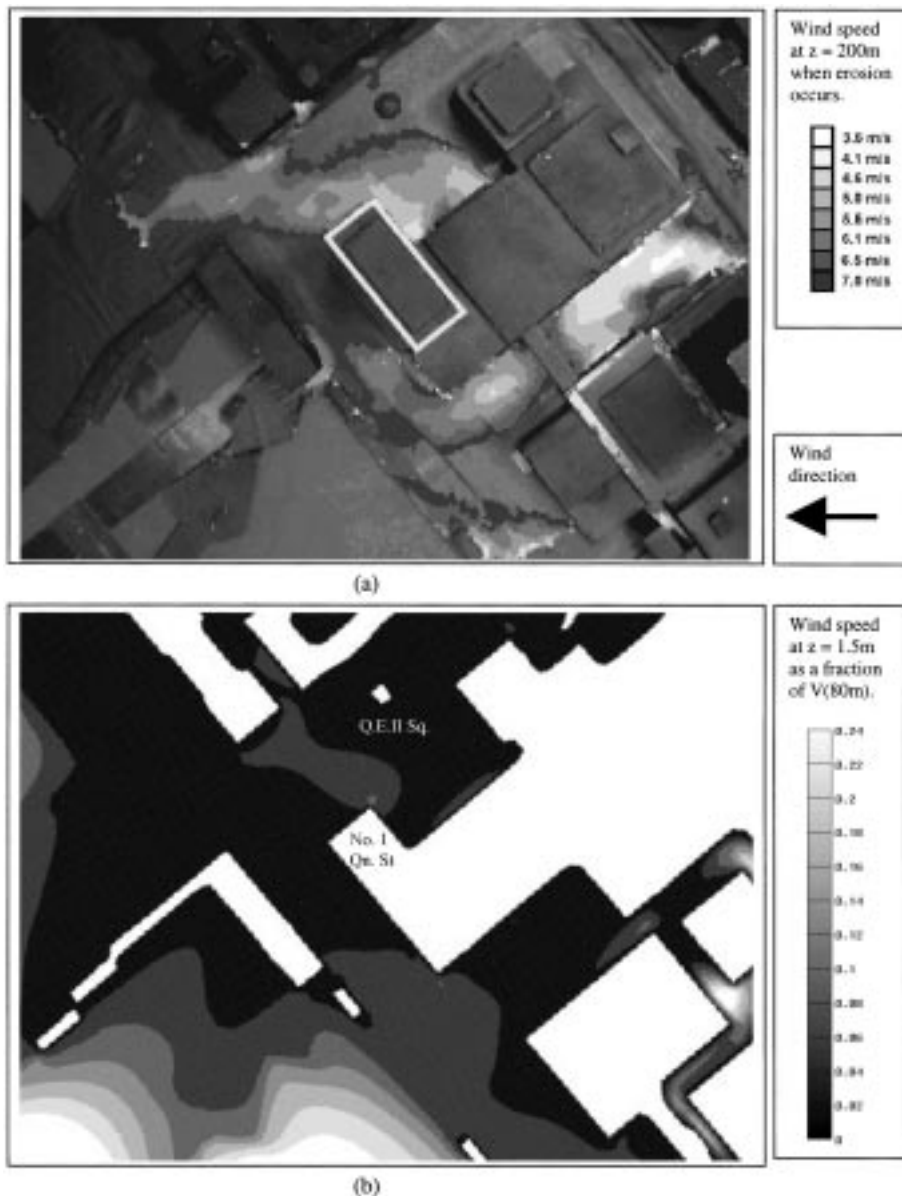 Wind speed
at z = 200m
when erosion
occurs.
3.6 m/s
4.1 m/s
4.6 m/s
5.0 m/s
5.6 m/s
6.1 m/s
6.5 m/s
7.0 m/s
Wind
direction
(a)
Wind speed
at z = 1.5m
as a fraction
of V(80m).
0.24
0.22
0.2
0.18
0.16
0.14
0.12
0.1
0.08
0.06
0.04
0.02
0
Q.E.II Sq.
No. 1
Qn. St
(b)